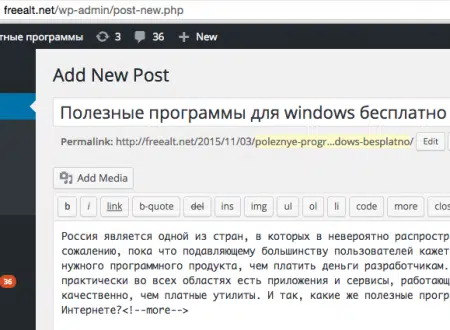 freealt.net/wp-admin/post-new.php
тные программы 3 36 + New
Add New Post
Полезные программы для windows бесплатно
Permalink: http://freealt.net/2015/11/03/poleznye-progr...dows-besplatno/ Edit
Add Media
b i link b-quote del ins img ul ol li code more clos
Россия является одной из стран, в которых в невероятно распростр
сожалению, пока что подавляющему большинству пользователей кажет
нужного программного продукта, чем платить деньги разработчикам.
практически во всех областях есть приложения и сервисы, работающ
36
качественно, чем платные утилиты. И так, какие же полезные прогр
Интернете?<!--more-->